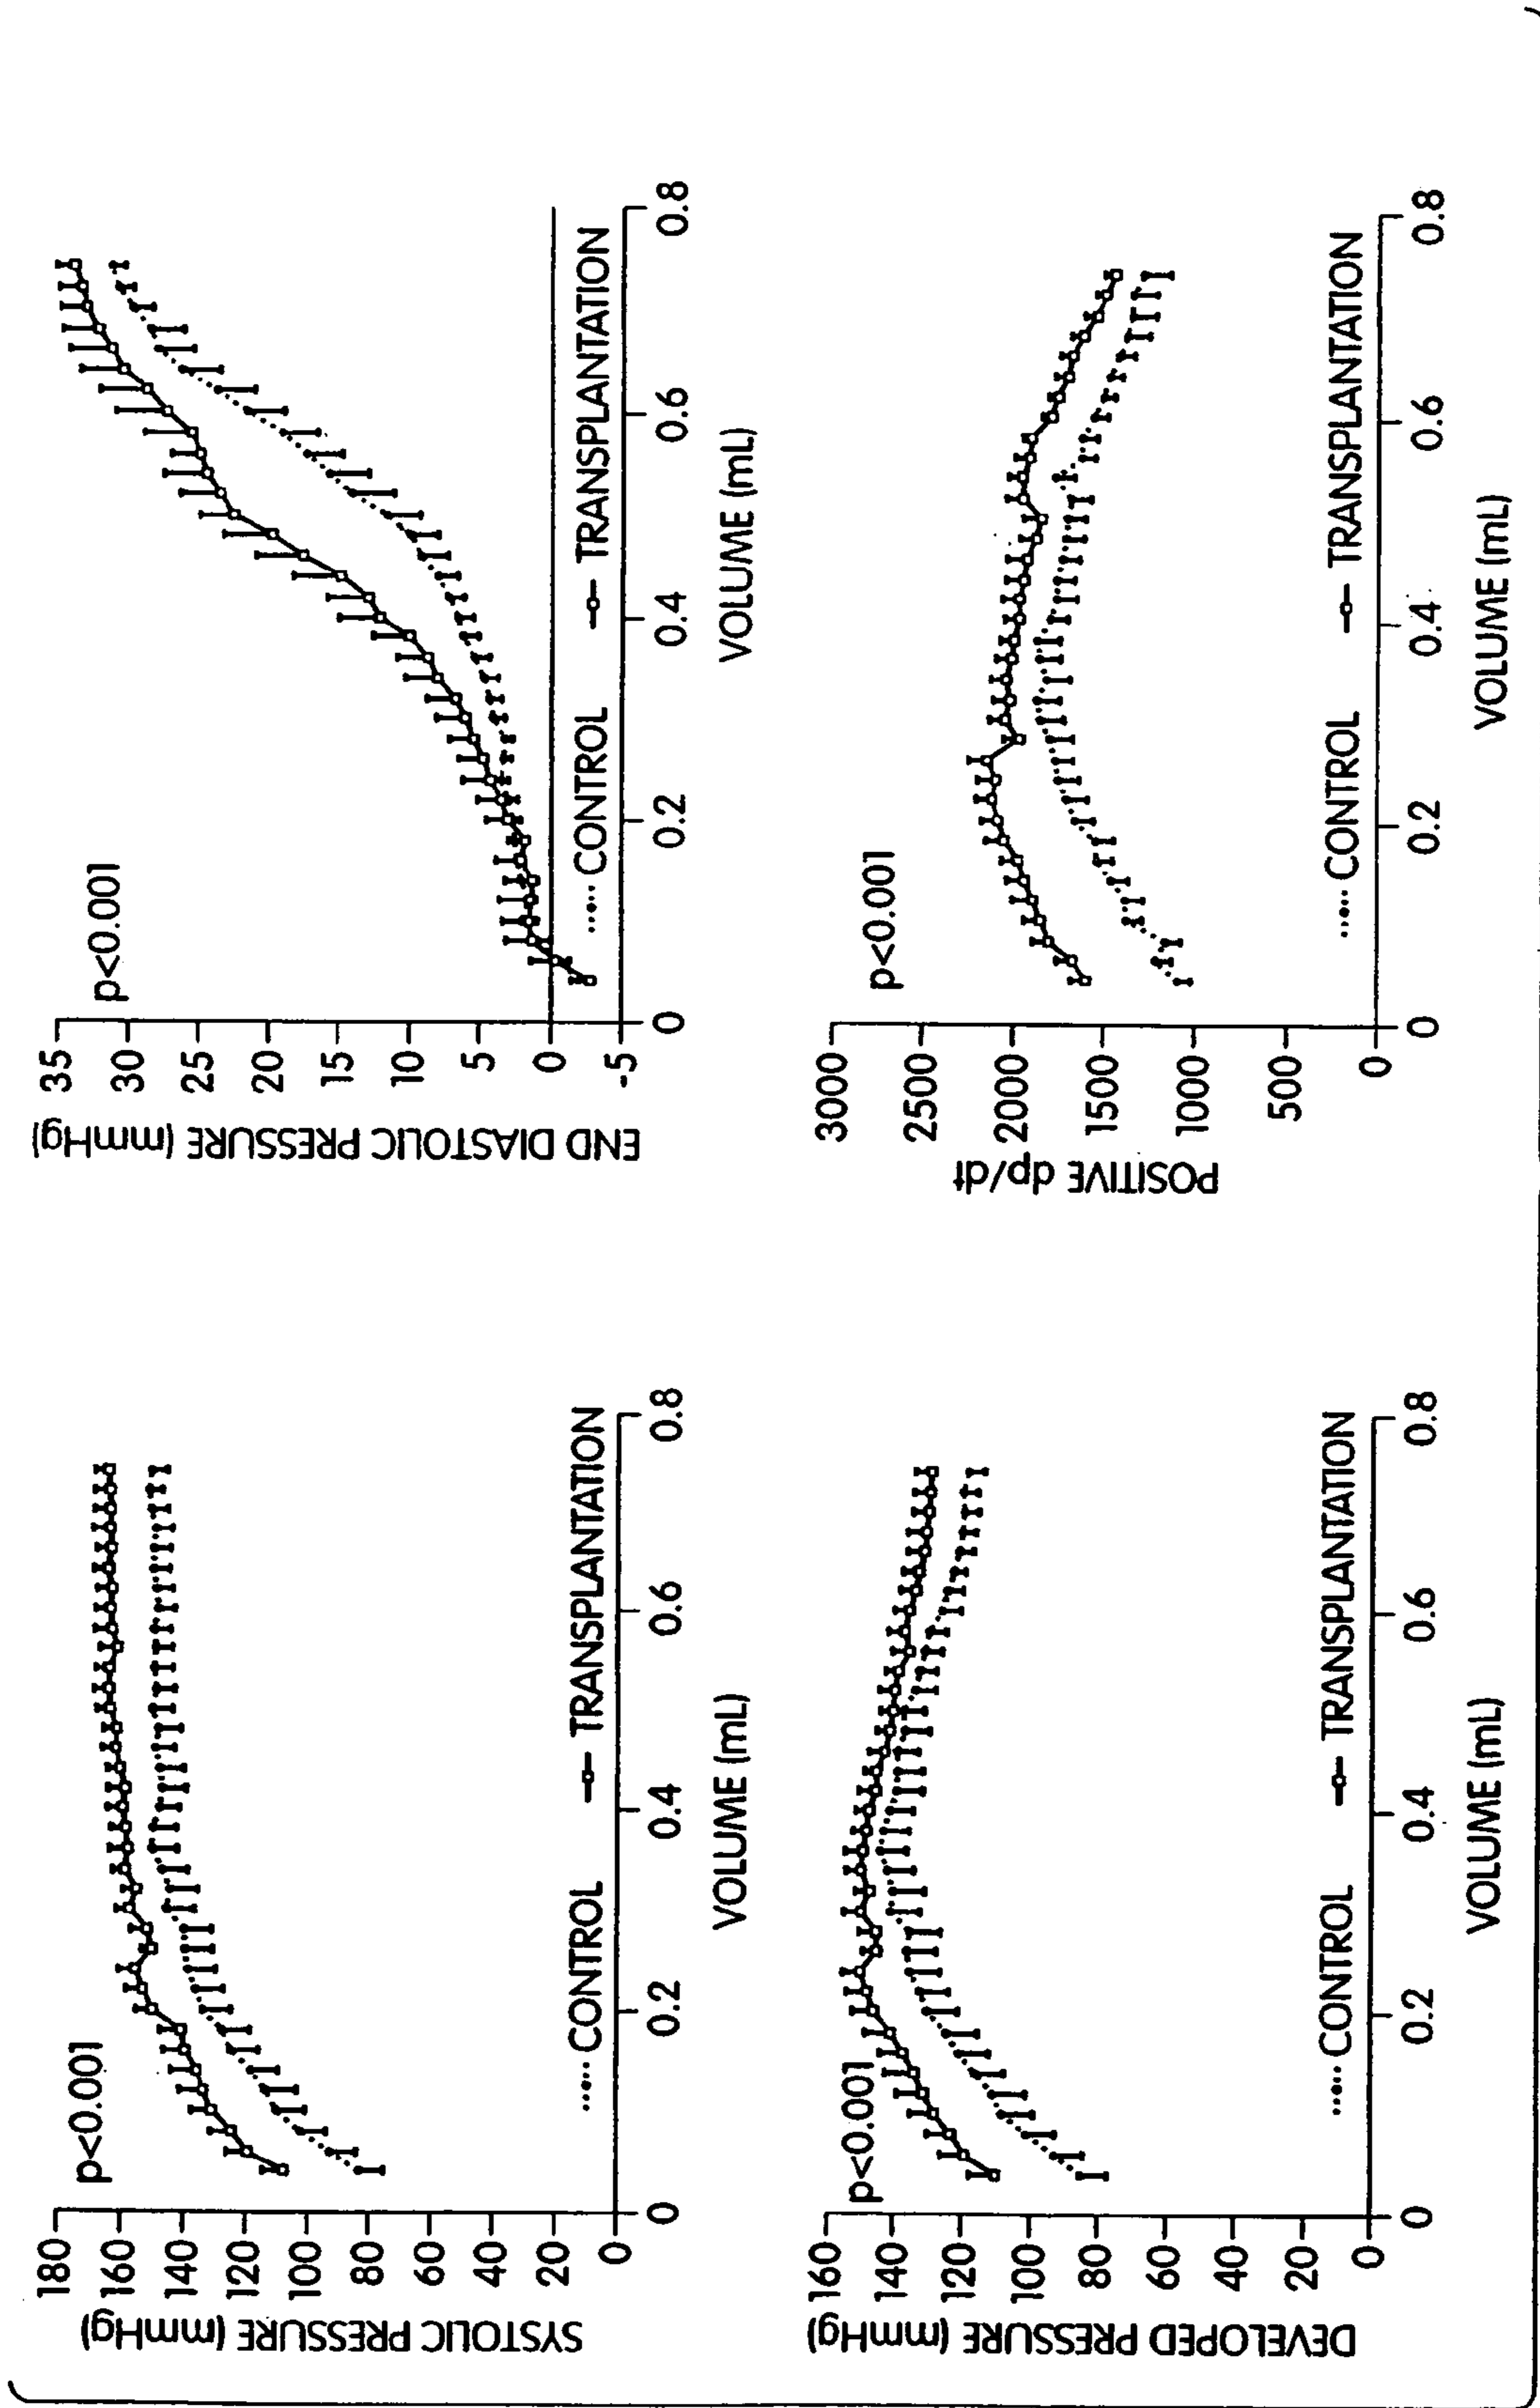 SYSTOLIC PRESSURE (mmHg)
180
160
140
120
100
80
60
40
20
0
p<0.001
CONTROL
TRANSPLANTATION
0
0.2
0.4
0.6
0.8
VOLUME (mL)
END DIASTOLIC PRESSURE (mmHg)
35
30
25
20
15
10
5
0
-5
p<0.001
CONTROL
TRANSPLANTATION
0
0.2
0.4
0.6
0.8
VOLUME (mL)
DEVELOPED PRESSURE (mmHg)
160
140
120
100
80
60
40
20
0
p<0.001
CONTROL
TRANSPLANTATION
0
0.2
0.4
0.6
0.8
VOLUME (mL)
POSITIVE dp/dt
3000
2500
2000
1500
1000
500
0
p<0.001
CONTROL
TRANSPLANTATION
0
0.2
0.4
0.6
0.8
VOLUME (mL)